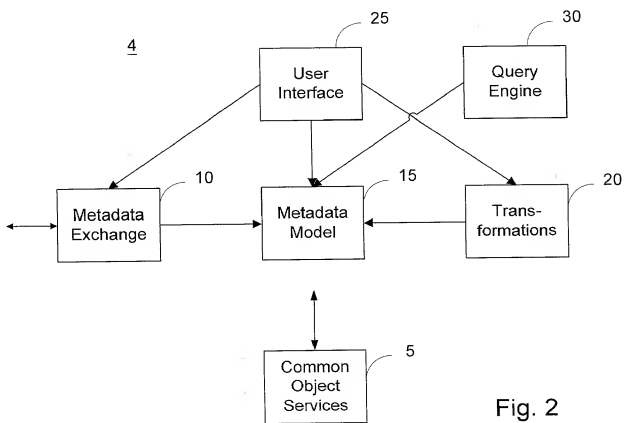 4
25
User
Interface
30
Query
Engine
10
Metadata
Exchange
15
Metadata
Model
20
Trans-
formations
5
Common
Object
Services
Fig. 2